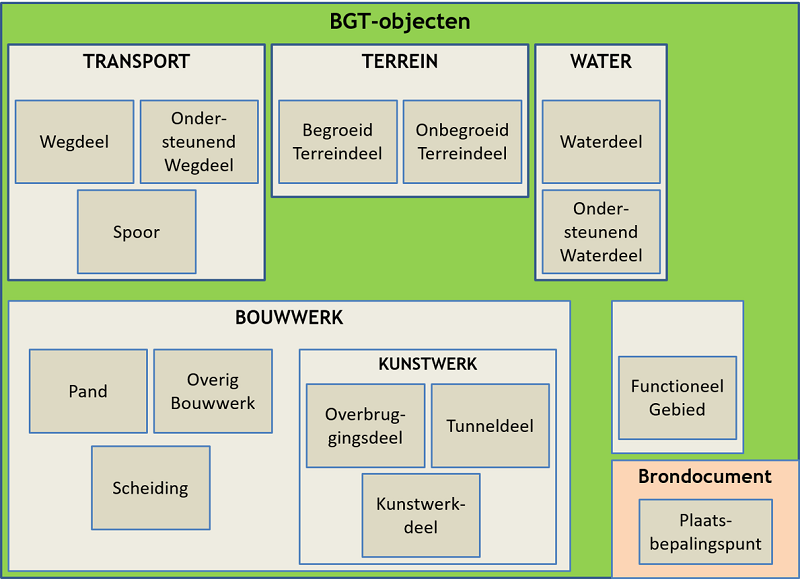 BGT-objecten
TRANSPORT
Wegdeel
Onder-
steunend
Wegdeel
Spoor
TERREIN
Begroeid
Terreindeel
Onbegroeid
Terreindeel
WATER
Waterdeel
Onder-
steunend
Waterdeel
BOUWWERK
Pand
Overig
Bouwwerk
Scheiding
KUNSTWERK
Overbrug-
gingsdeel
Tunneldeel
Kunstwerk-
deel
Functioneel
Gebied
Brondocument
Plaats-
bepalingspunt